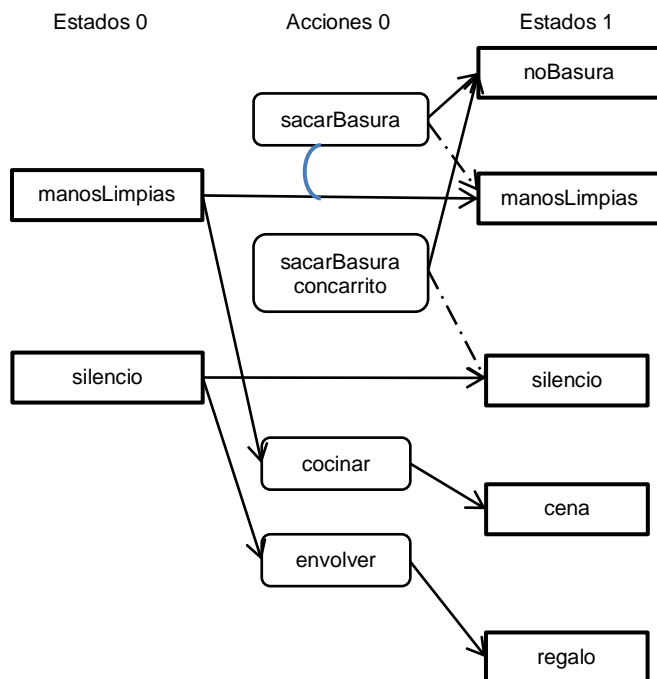 Estados 0
Acciones 0
Estados 1
noBasura
sacarBasura
manosLimpias
manosLimpias
sacarBasura
concarrito
silencio
silencio
cocinar
cena
envolver
regalo